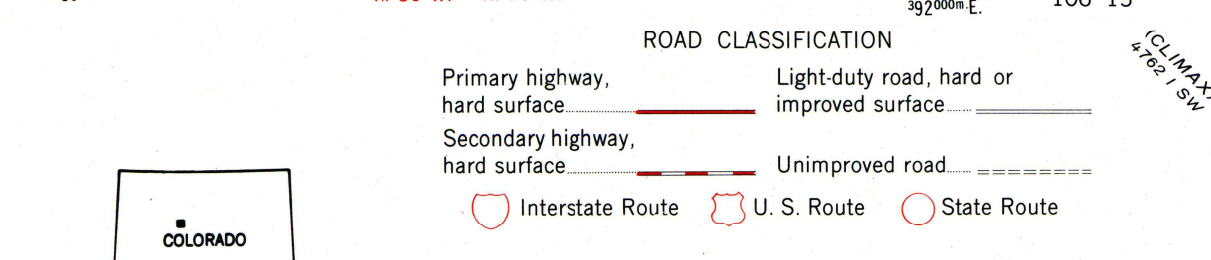 392000m.E.
ROAD CLASSIFICATION
(CLIMAX)
4762 I SW
Primary highway,
hard surface
Light-duty road, hard or
improved surface
Secondary highway,
hard surface
Unimproved road
Interstate Route
U. S. Route
State Route
COLORADO